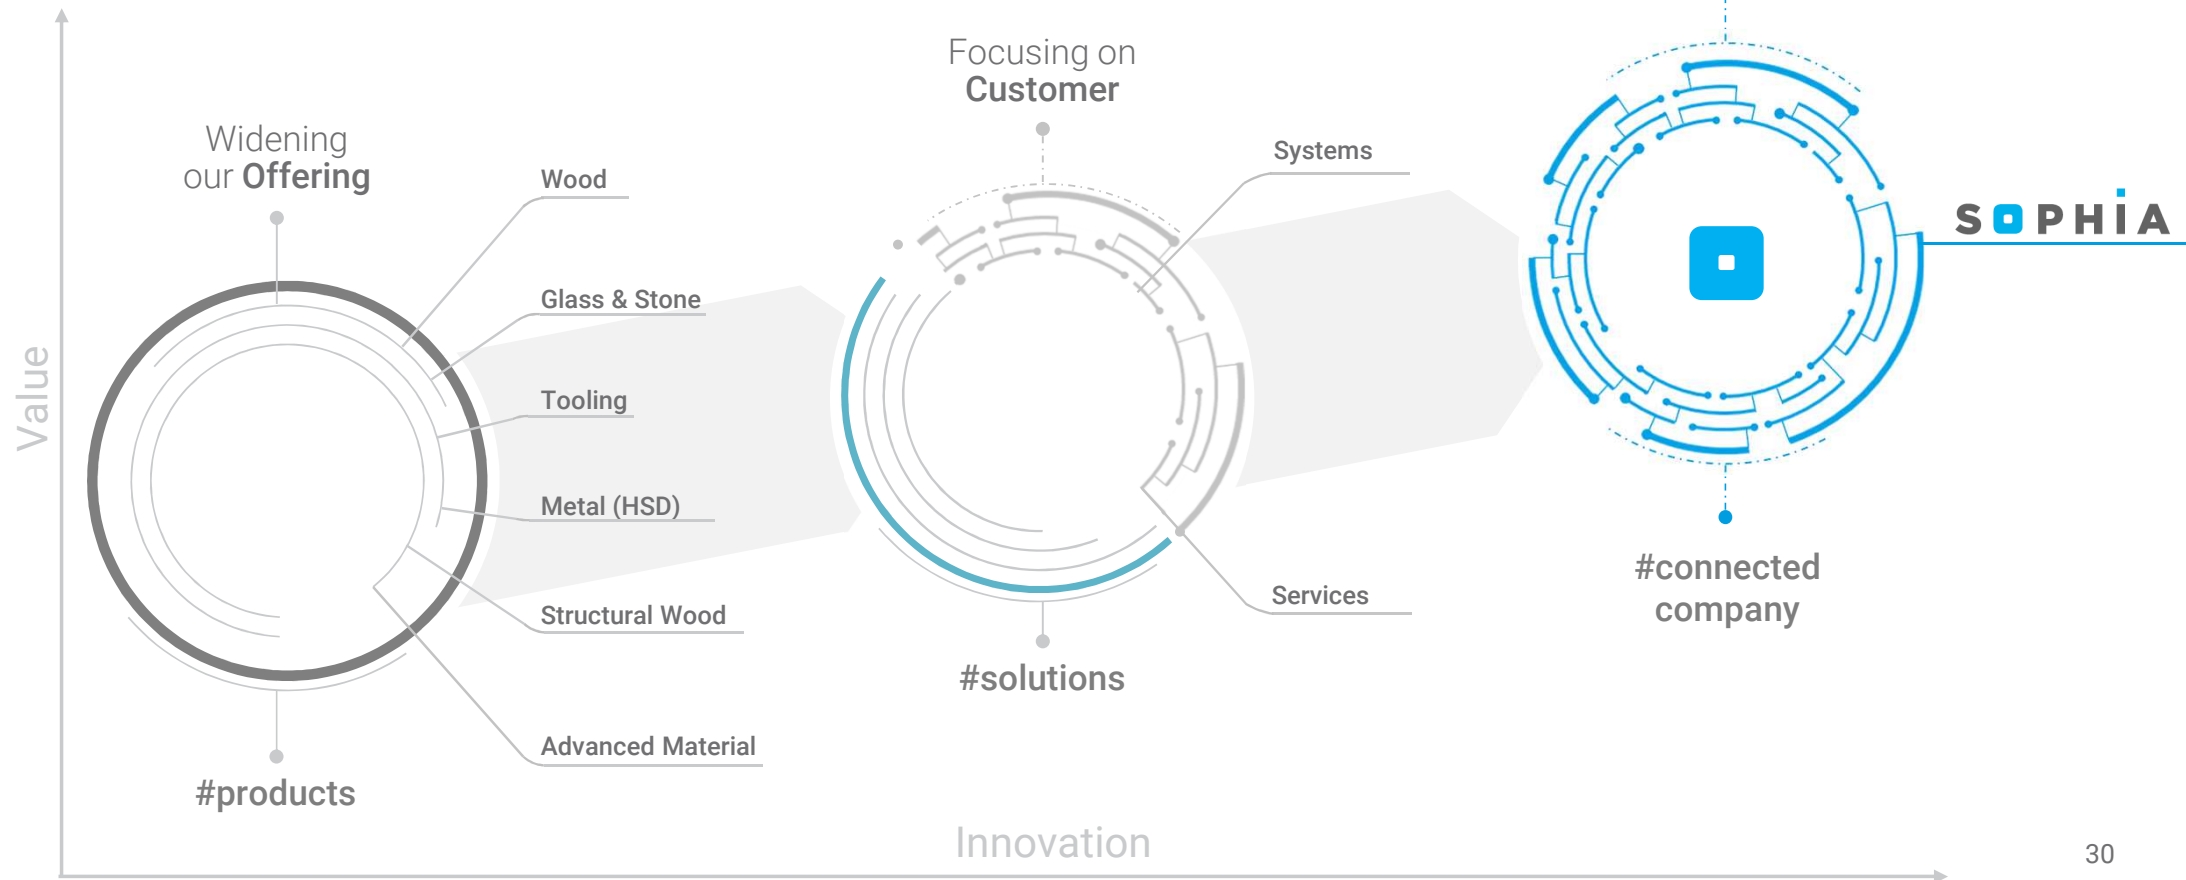 Value
Widening
our Offering
Wood
Glass & Stone
Tooling
Metal (HSD)
Structural Wood
Advanced Material
#products
Focusing on
Customer
Systems
Services
#solutions
SOPHiA
#connected
company
Innovation
30